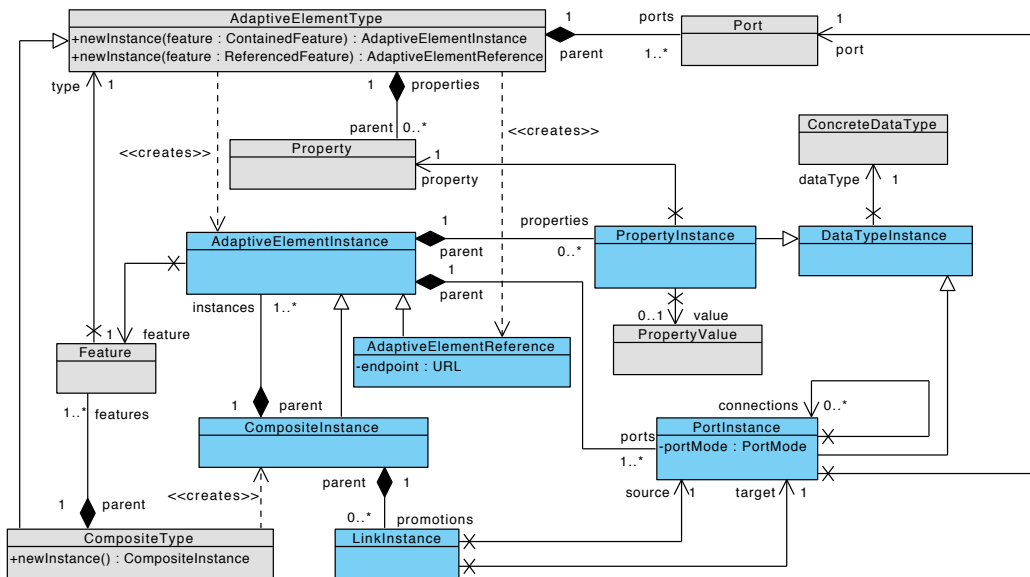 AdaptiveElementType
+newInstance(feature : ContainedFeature) : AdaptiveElementInstance
+newInstance(feature : ReferencedFeature) : AdaptiveElementReference
1
ports
parent
1..*
Port
1
port
type
1
1
properties
parent
0..*
<<creates>>
<<creates>>
Property
1
property
ConcreteDataType
dataType
1
AdaptiveElementInstance
1
properties
parent
0..*
PropertyInstance
DataTypeInstance
1
parent
instances
1..*
0..1
value
PropertyValue
1
feature
Feature
AdaptiveElementReference
-endpoint : URL
1..*
features
1
parent
connections
0..*
CompositeInstance
PortInstance
-portMode : PortMode
ports
1..*
parent
1
<<creates>>
source
1
target
1
1
parent
0..*
promotions
CompositeType
+newInstance() : CompositeInstance
LinkInstance